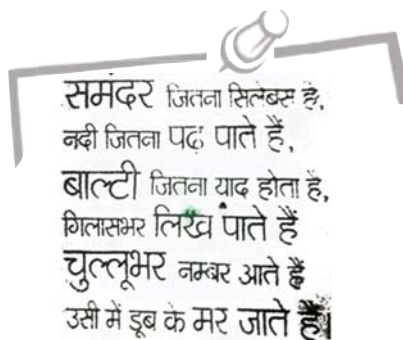 समंदर जितना सिलेबस है,
नदी जितना पढ़ पाते हैं,
बाल्टी जितना याद होता है,
गिलासभर लिख पाते हैं
चुल्लूभर नम्बर आते हैं
उसी में डूब के मर जाते हैं